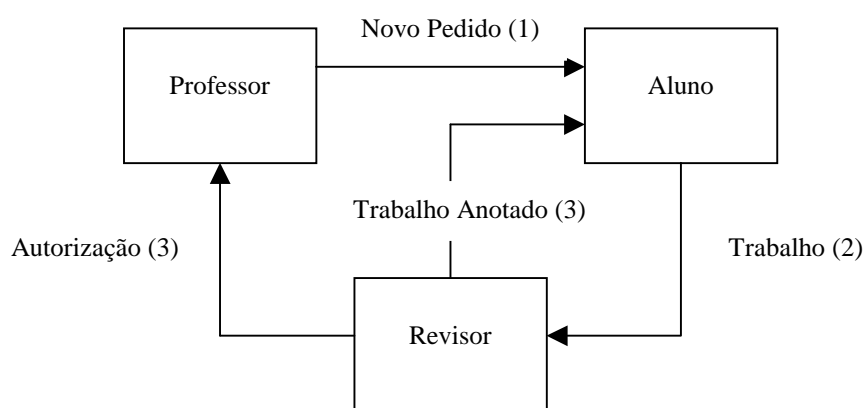 Novo Pedido (1)
Professor
Aluno
Trabalho Anotado (3)
Autorização (3)
Trabalho (2)
Revisor